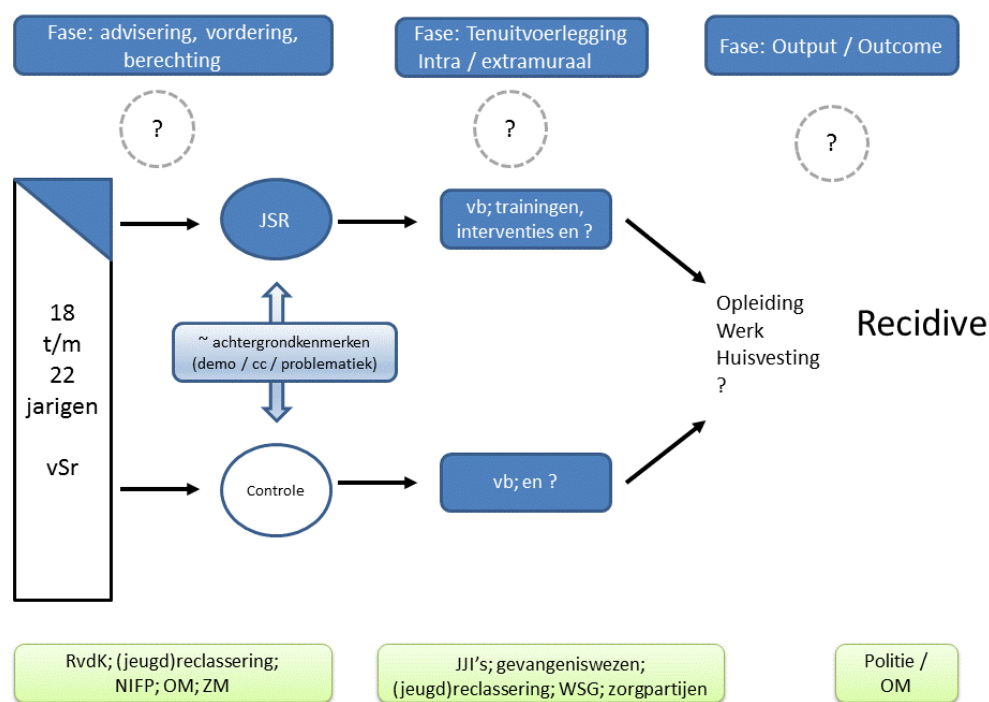 Fase: advisering, vordering,
berechting
Fase: Tenuitvoerlegging
Intra / extramuraal
Fase: Output / Outcome
?
?
?
18
t/m
22
jarigen
vSr
JSR
vb; trainingen,
interventies en ?
~ achtergrondkenmerken
(demo / cc / problematiek)
Controle
vb; en ?
Opleiding
Werk
Huisvesting
?
Recidive
RvdK; (jeugd)reclassering;
NIFP; OM; ZM
JJI's; gevangeniswezen;
(jeugd)reclassering; WSG; zorgpartijen
Politie /
OM